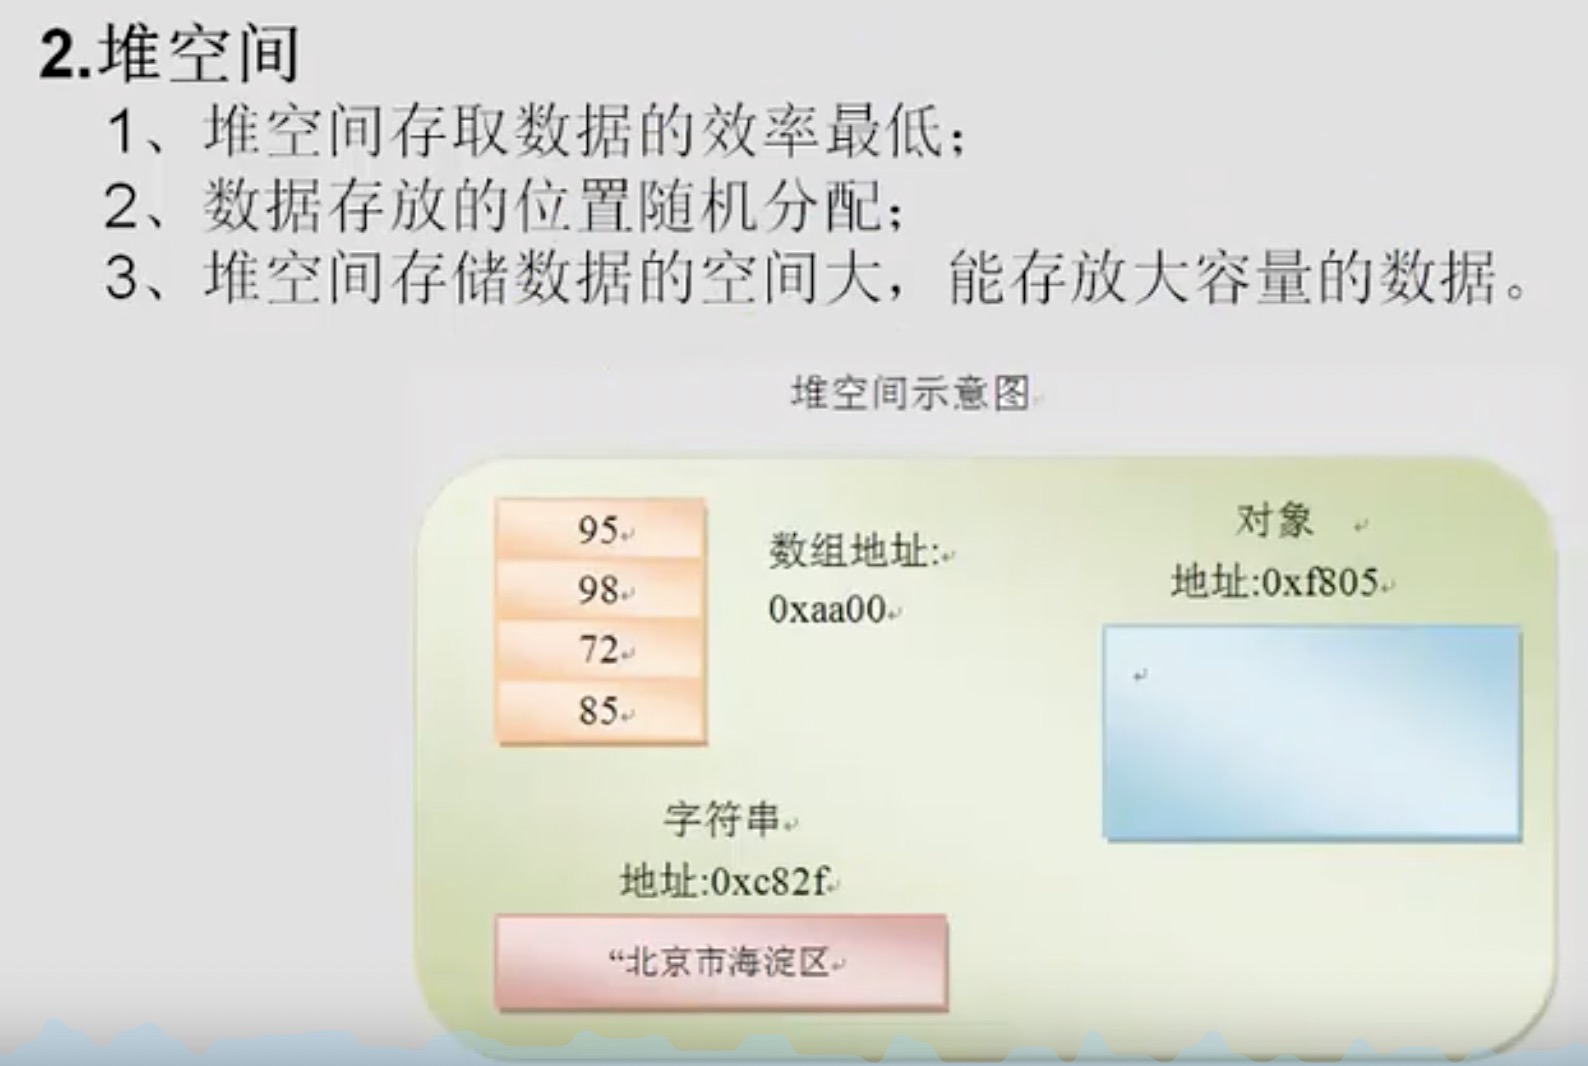 2.堆空间
1、堆空间存取数据的效率最低；
2、数据存放的位置随机分配；
3、堆空间存储数据的空间大，能存放大容量的数据。
堆空间示意图
95
98
72
85
数组地址:
0xaa00
对象
地址:0xf805
字符串
地址:0xc82f
“北京市海淀区